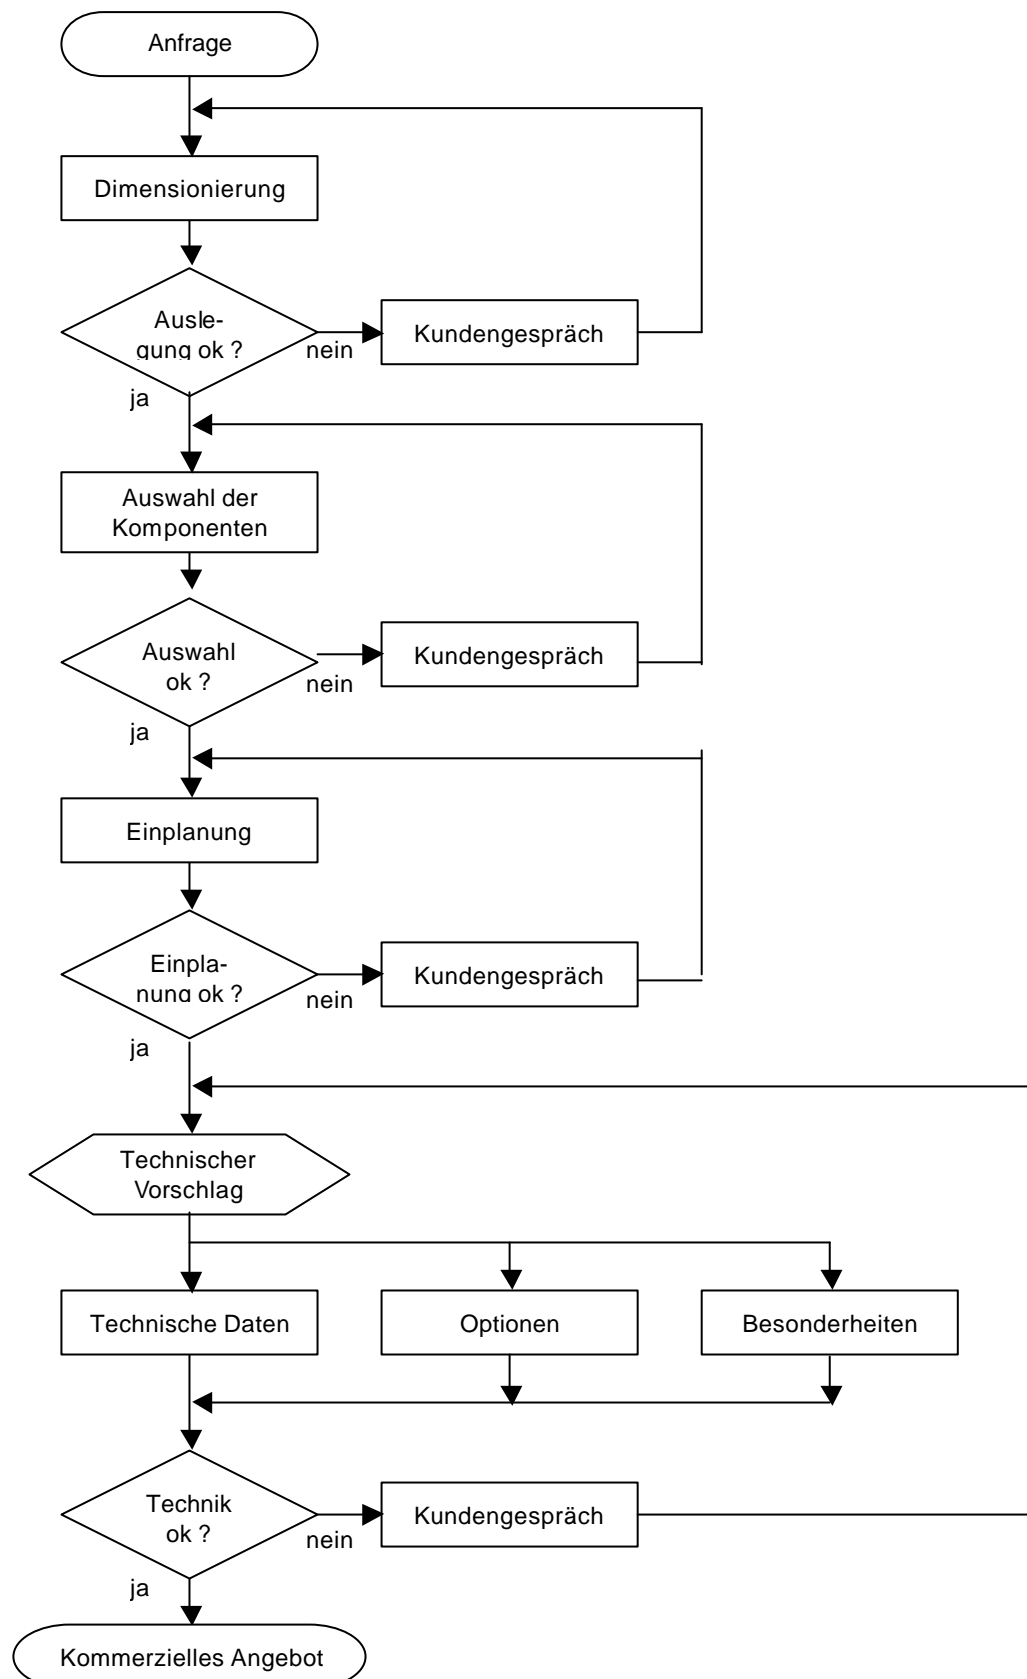 Anfrage
Dimensionierung
Ausle-
gung ok ?
nein
Kundengespräch
ja
Auswahl der
Komponenten
Auswahl
ok ?
nein
Kundengespräch
ja
Einplanung
Einpla-
nung ok ?
nein
Kundengespräch
ja
Technischer
Vorschlag
Technische Daten
Optionen
Besonderheiten
Technik
ok ?
nein
Kundengespräch
ja
Kommerzielles Angebot